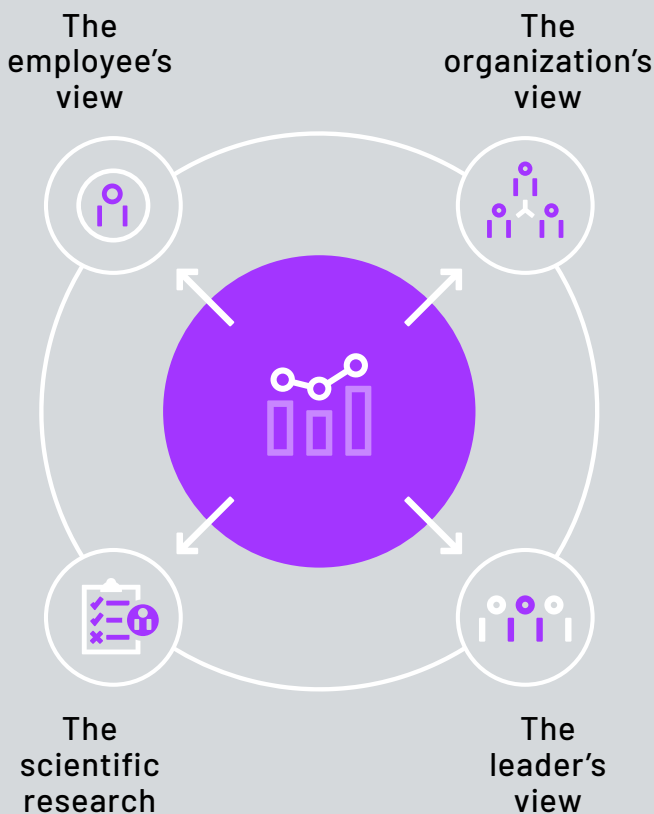 The
employee's
view
The
organization's
view
The
scientific
research
The
leader's
view